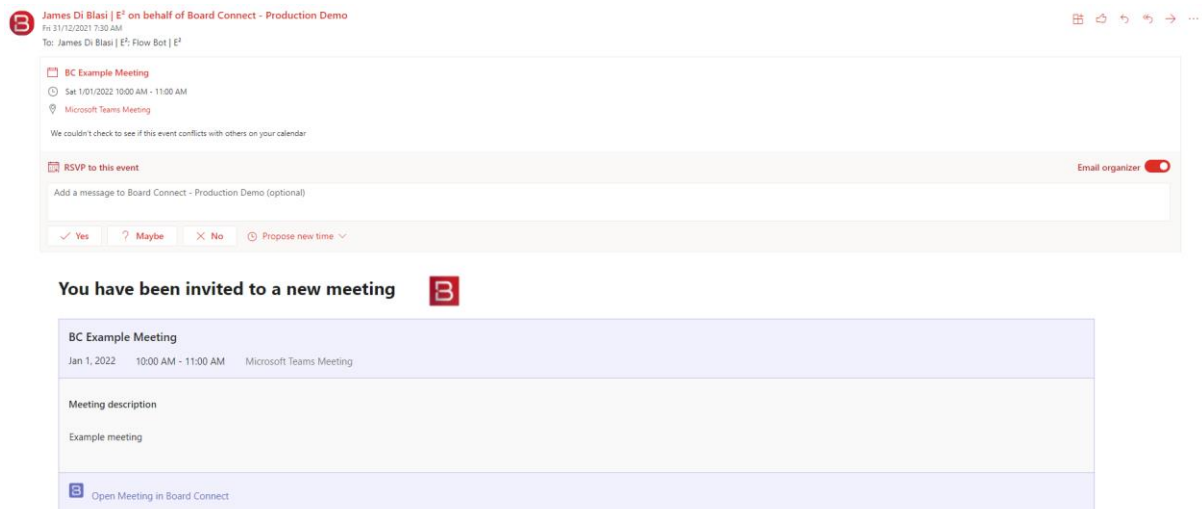 James Di Blasi | E² on behalf of Board Connect - Production Demo
Fri 31/12/2021 7:30 AM
To: James Di Blasi | E²; Flow Bot | E²
BC Example Meeting
Sat 1/01/2022 10:00 AM - 11:00 AM
Microsoft Teams Meeting
We couldn't check to see if this event conflicts with others on your calendar
RSVP to this event
Email organizer
Add a message to Board Connect - Production Demo (optional)
Yes ? Maybe No Propose new time
You have been invited to a new meeting
BC Example Meeting
Jan 1, 2022 10:00 AM - 11:00 AM Microsoft Teams Meeting
Meeting description
Example meeting
Open Meeting in Board Connect